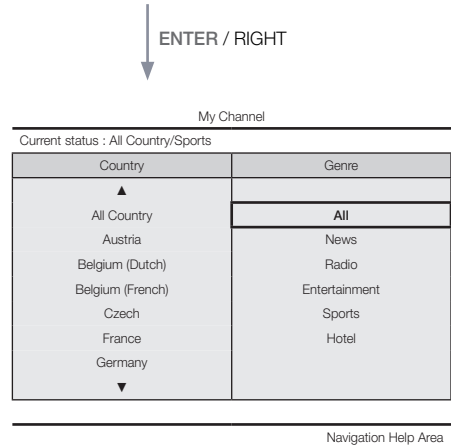 ENTER / RIGHT
My Channel
Current status : All Country/Sports
Country Genre
▲
All Country All
Austria News
Belgium (Dutch) Radio
Belgium (French) Entertainment
Czech Sports
France Hotel
Germany
▼
Navigation Help Area